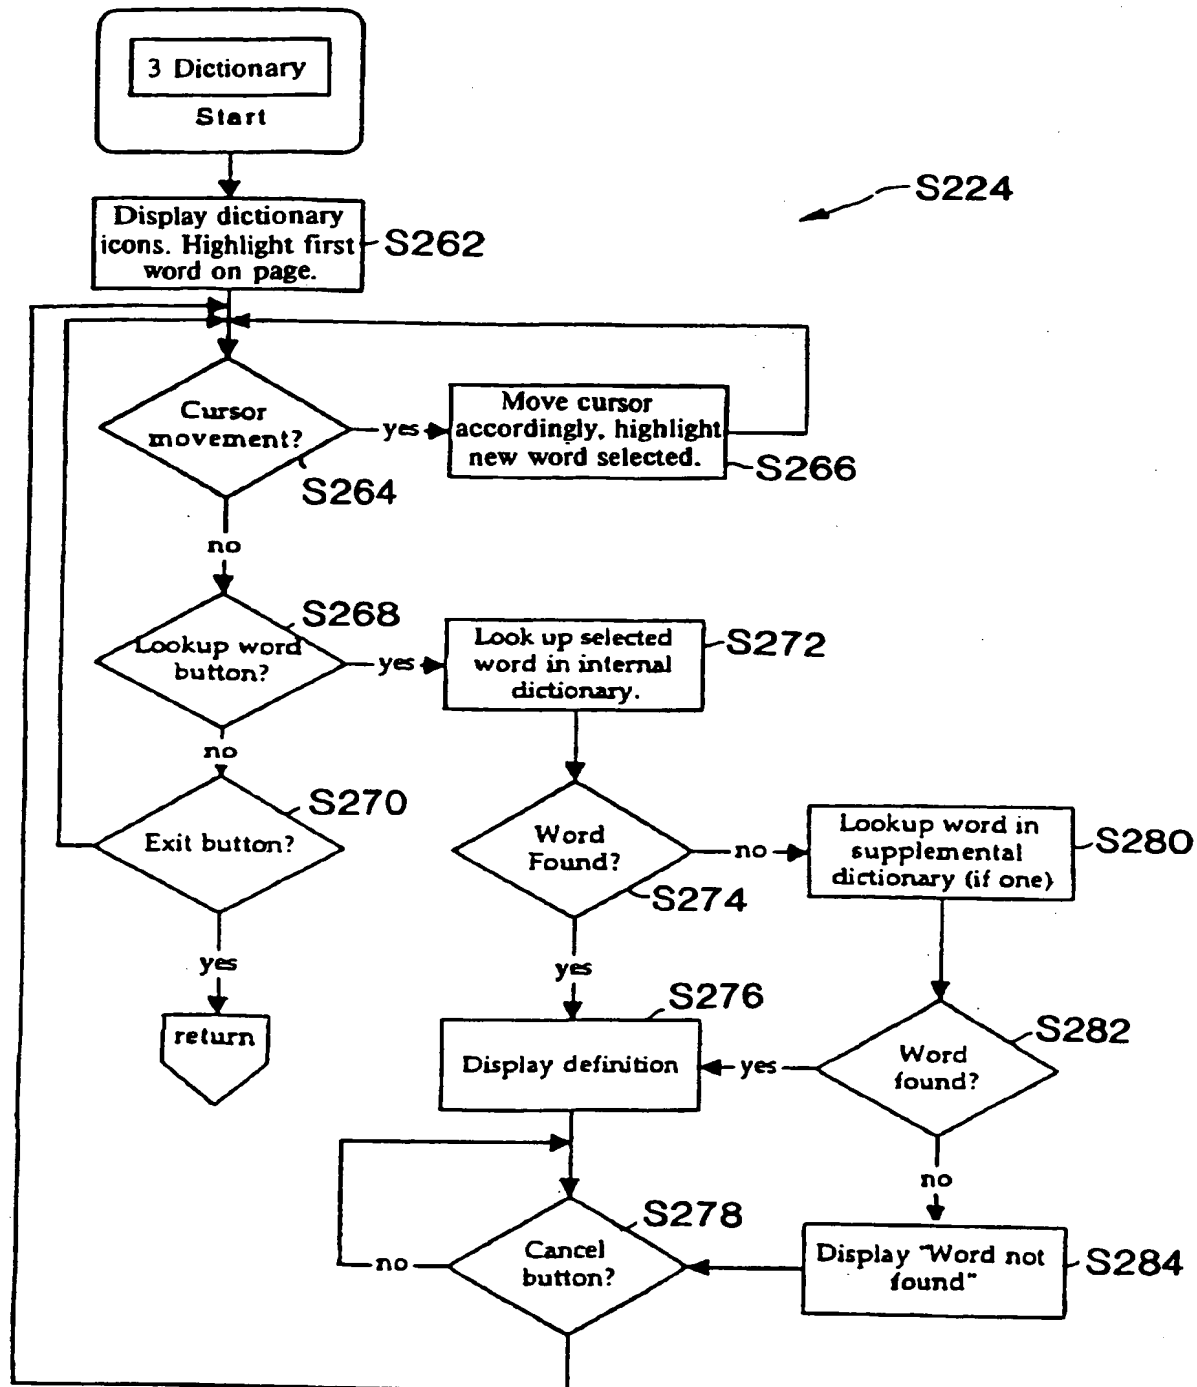 3 Dictionary
Start
S224
Display dictionary
icons. Highlight first
word on page.
S262
Cursor
movement?
S264
yes
Move cursor
accordingly, highlight
new word selected.
S266
no
Lookup word
button?
S268
yes
Look up selected
word in internal
dictionary.
S272
no
Exit button?
S270
yes
return
Word
Found?
S274
no
Lookup word in
supplemental
dictionary (if one)
S280
yes
Display definition
S276
yes
Word
found?
S282
no
Display "Word not
found"
S284
Cancel
button?
S278
no